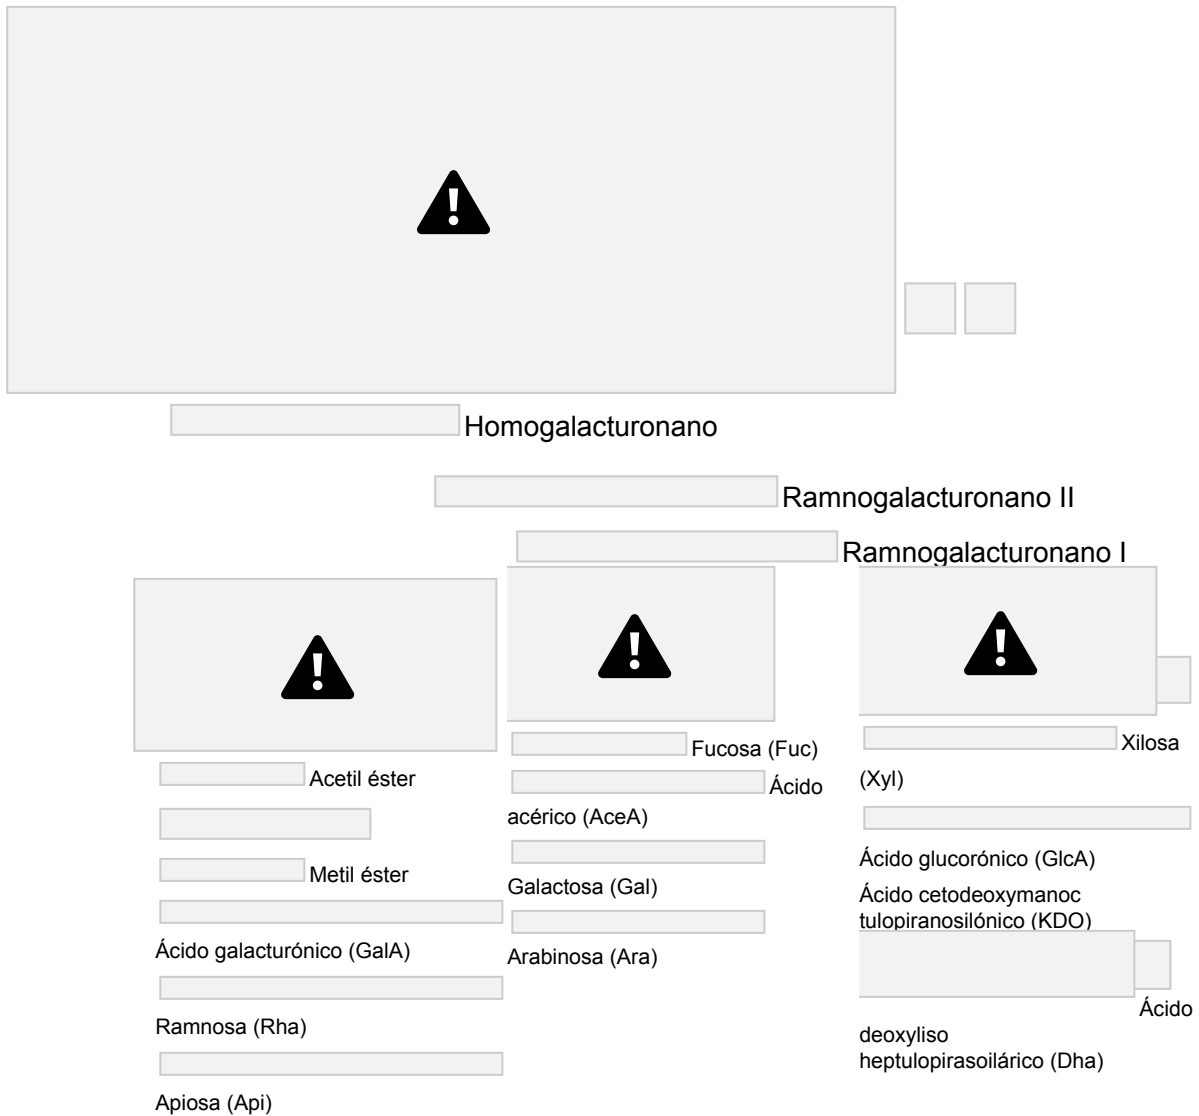 Homogalacturonano
Ramnogalacturonano II
Ramnogalacturonano I
Acetil éster
Metil éster
Ácido galacturónico (GalA)
Ramnosa (Rha)
Apiosa (Api)
Fucosa (Fuc)
Ácido
acérico (AceA)
Galactosa (Gal)
Arabinosa (Ara)
Xilosa
(Xyl)
Ácido glucorónico (GlcA)
Ácido cetodeoxymanoc
tulopiranosilónico (KDO)
Ácido
deoxyliso
heptulopirasoilárico (Dha)